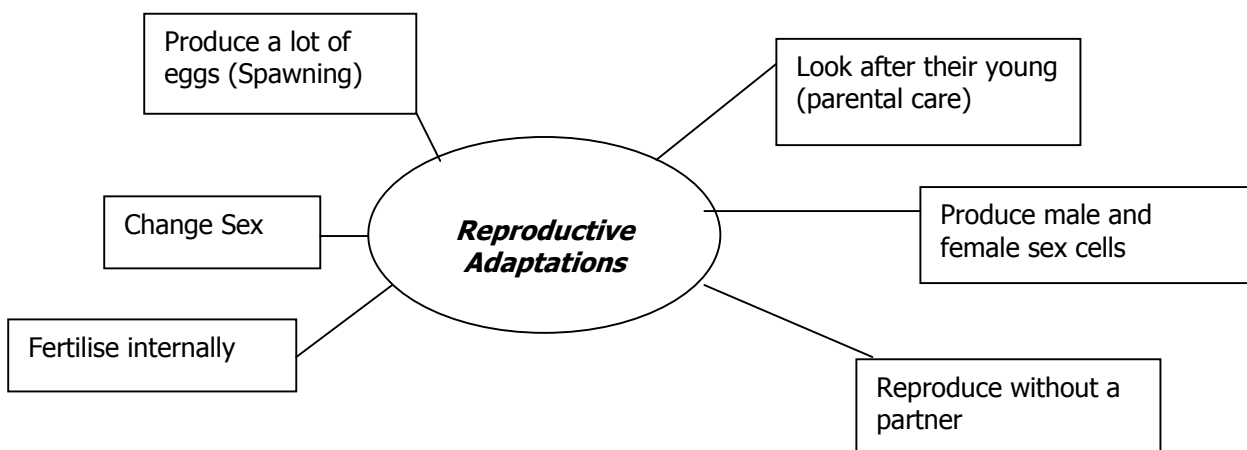 Produce a lot of
eggs (Spawning)
Look after their young
(parental care)
Change Sex
Reproductive
Adaptations
Produce male and
female sex cells
Fertilise internally
Reproduce without a
partner